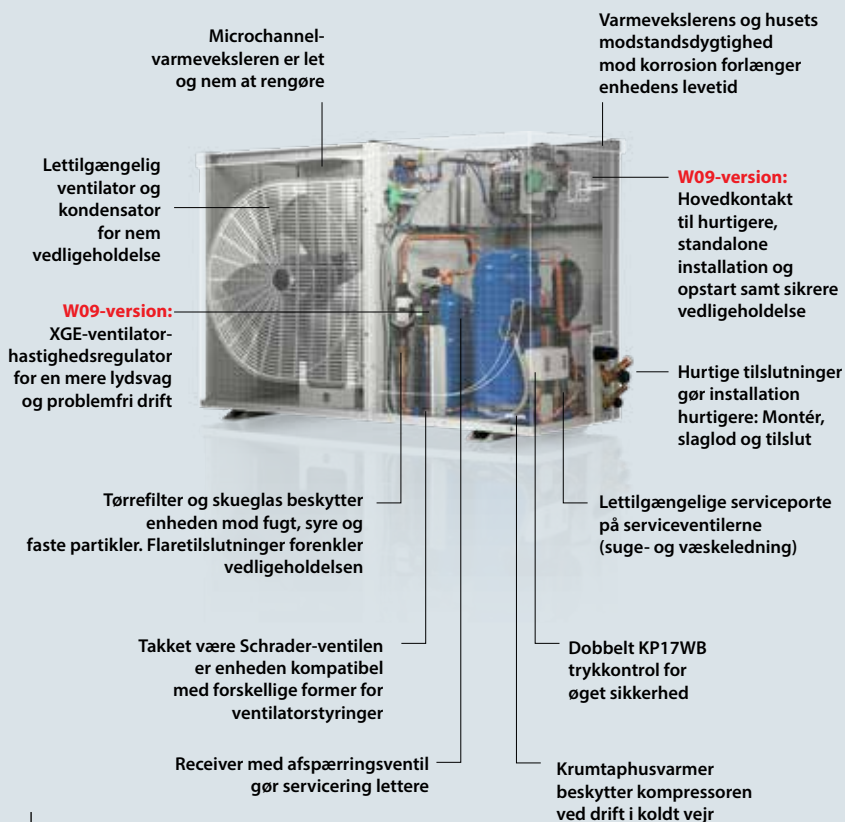 Microchannel-
varmeveksleren er let
og nem at rengøre
Varmevekslerens og husets
modstandsdygtighed
mod korrosion forlænger
enhedens levetid
Lettilgængelig
ventilator og
kondensator
for nem
vedligeholdelse
W09-version:
Hovedkontakt
til hurtigere,
standalone
installation og
opstart samt sikrere
vedligeholdelse
W09-version:
XGE-ventilator-
hastighedsregulator
for en mere lydsvag
og problemfri drift
Hurtige tilslutninger
gør installation
hurtigere: Montér,
slaglod og tilslut
Tørrefilter og skueglas beskytter
enheden mod fugt, syre og
faste partikler. Flaretilslutninger forenkler
vedligeholdelsen
Lettilgængelige serviceporte
på serviceventilerne
(suge- og væskeledning)
Takket være Schrader-ventilen
er enheden kompatibel
med forskellige former for
ventilatorstyringer
Dobbelt KP17WB
trykkontrol for
øget sikkerhed
Receiver med afspærringsventil
gør servicering lettere
Krumtaphusvarmer
beskytter kompressoren
ved drift i koldt vejr